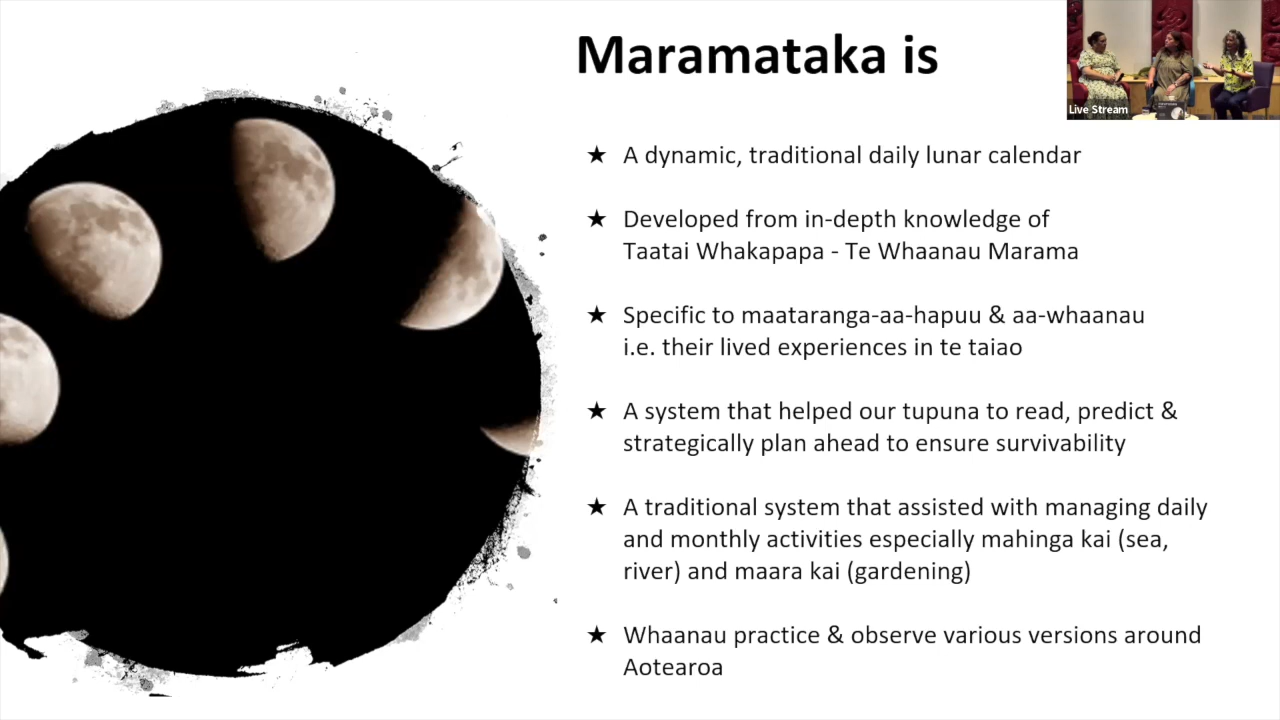 Maramataka is
Live Stream
★ A dynamic, traditional daily lunar calendar
★ Developed from in-depth knowledge of
Taatai Whakapapa - Te Whaanau Marama
★ Specific to maataranga-aa-hapuu & aa-whaanau
i.e. their lived experiences in te taiao
★ A system that helped our tupuna to read, predict &
strategically plan ahead to ensure survivability
★ A traditional system that assisted with managing daily
and monthly activities especially mahinga kai (sea,
river) and maara kai (gardening)
★ Whaanau practice & observe various versions around
Aotearoa